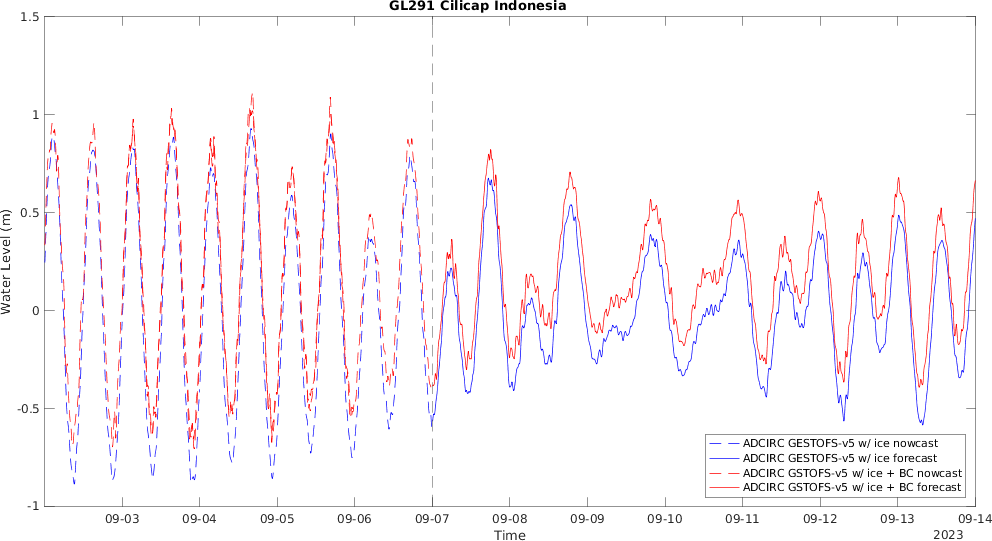 GL291 Cilicap Indonesia
1.5
1
0.5
0
-0.5
-1
Water Level (m)
09-03
09-04
09-05
09-06
09-07
09-08
09-09
09-10
09-11
09-12
09-13
09-14
Time
2023
ADCIRC GESTOFS-v5 w/ ice nowcast
ADCIRC GESTOFS-v5 w/ ice forecast
ADCIRC GSTOFS-v5 w/ ice + BC nowcast
ADCIRC GSTOFS-v5 w/ ice + BC forecast